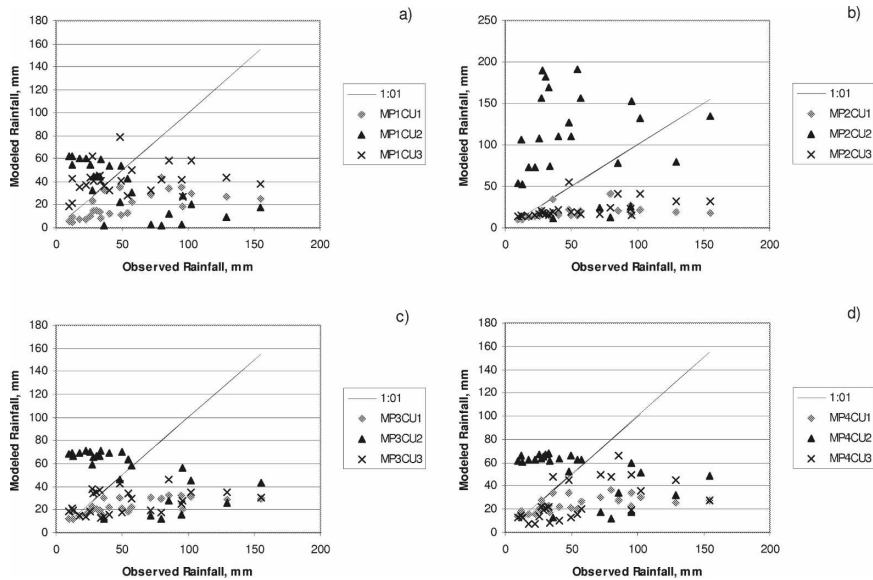 a)
180
160
140
120
100
80
60
40
20
0
Modeled Rainfall, mm
0 50 100 150 200
Observed Rainfall, mm
1:01
MP1CU1
MP1CU2
MP1CU3
b)
250
200
150
100
50
0
Modeled Rainfall, mm
0 50 100 150 200
Observed Rainfall, mm
1:01
MP2CU1
MP2CU2
MP2CU3
c)
180
160
140
120
100
80
60
40
20
0
Modeled Rainfall, mm
0 50 100 150 200
Observed Rainfall, mm
1:01
MP3CU1
MP3CU2
MP3CU3
d)
180
160
140
120
100
80
60
40
20
0
Modeled Rainfall, mm
0 50 100 150 200
Observed Rainfall, mm
1:01
MP4CU1
MP4CU2
MP4CU3